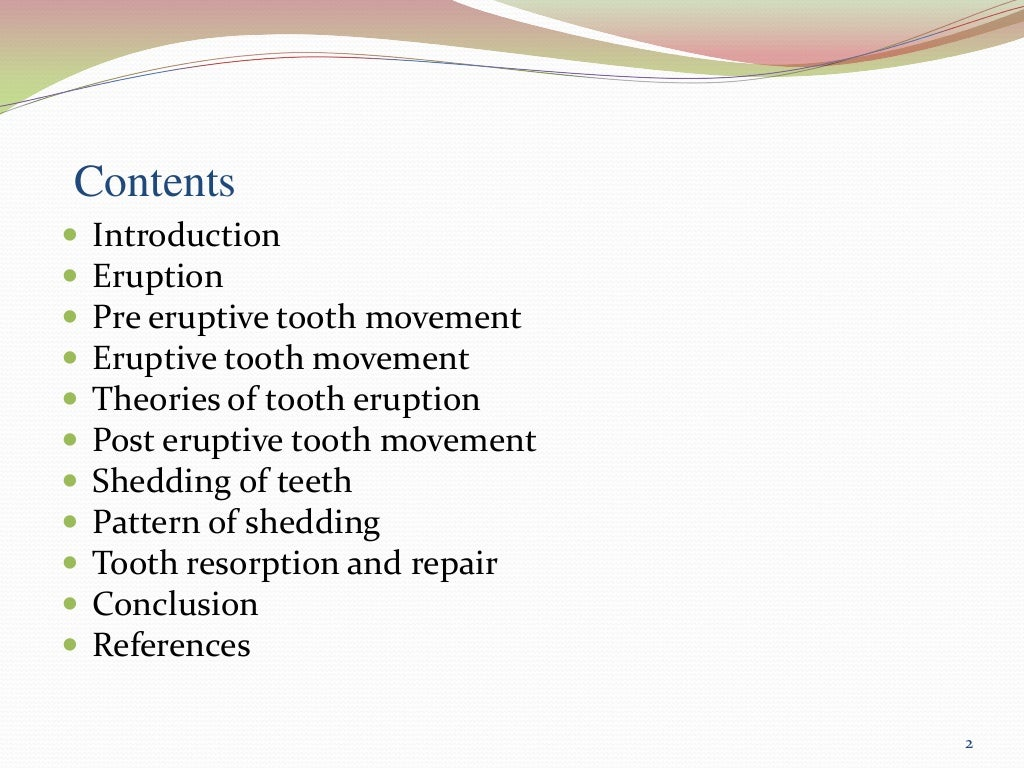 Contents
• Introduction
• Eruption
• Pre eruptive tooth movement
• Eruptive tooth movement
• Theories of tooth eruption
• Post eruptive tooth movement
• Shedding of teeth
• Pattern of shedding
• Tooth resorption and repair
• Conclusion
• References
2